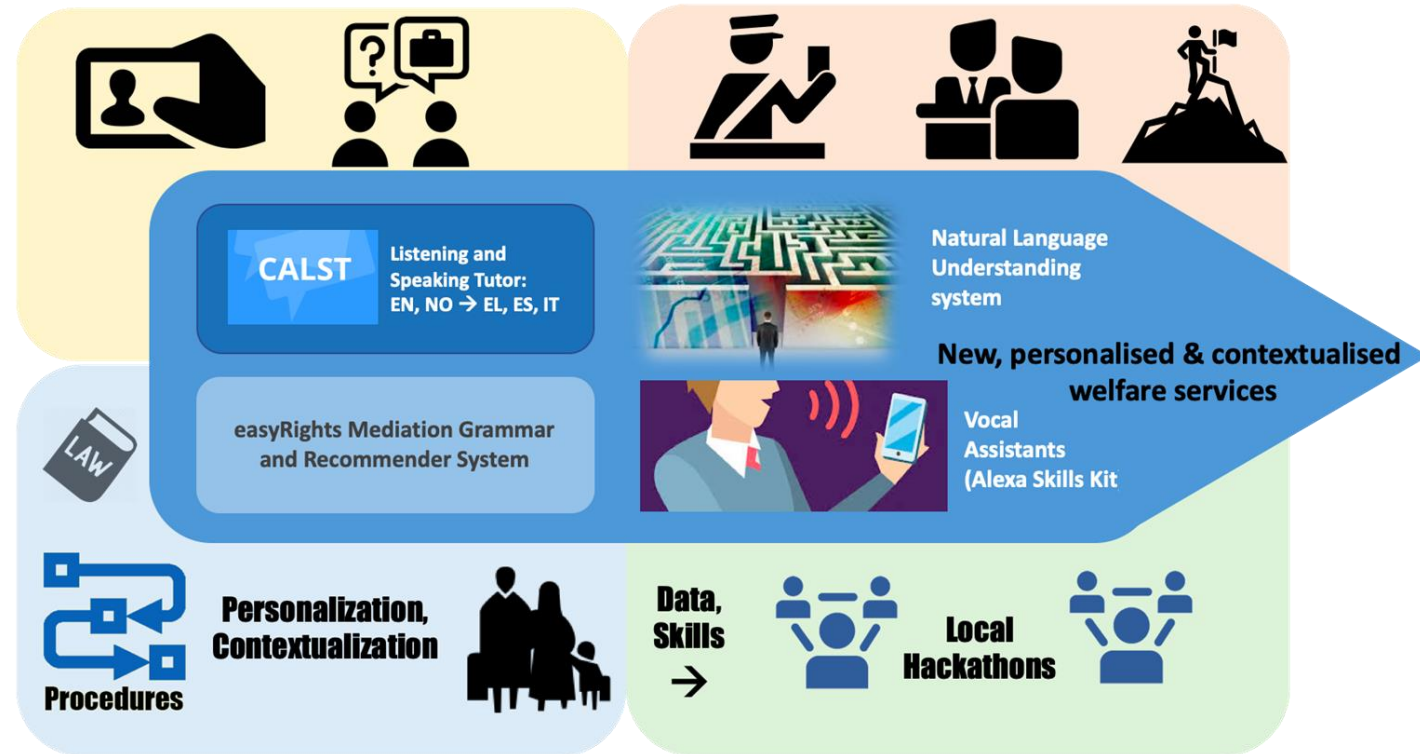 ?
CALST
Listening and
Speaking Tutor:
EN, NO → EL, ES, IT
Natural Language
Understanding
system
New, personalised & contextualised
welfare services
easyRights Mediation Grammar
and Recommender System
Vocal
Assistants
(Alexa Skills Kit
LAW
Procedures
Personalization,
Contextualization
Data,
Skills
→
Local
Hackathons